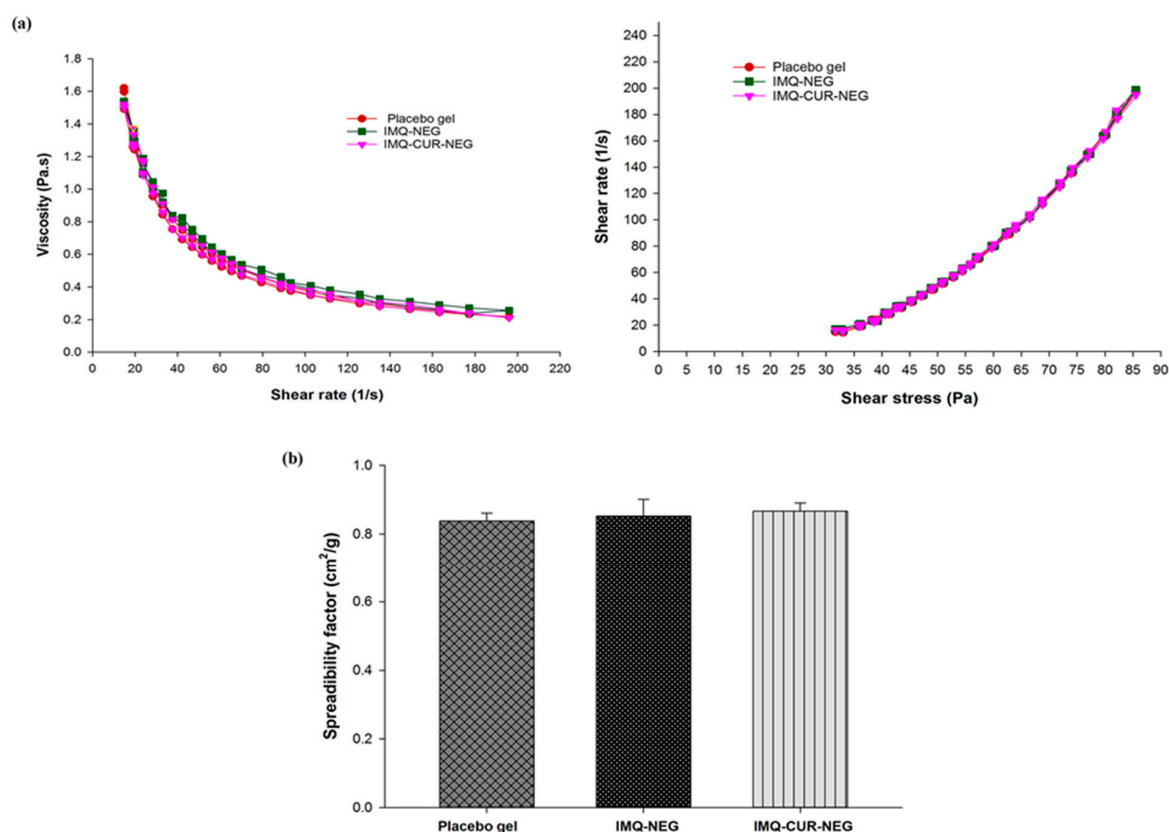 (a)
1.8
1.6
1.4
1.2
1.0
0.8
0.6
0.4
0.2
0.0
Viscosity (Pa.s)
Placebo gel
IMQ-NEG
IMQ-CUR-NEG
0 20 40 60 80 100 120 140 160 180 200 220
Shear rate (1/s)
240
220
200
180
160
140
120
100
80
60
40
20
0
Shear rate (1/s)
Placebo gel
IMQ-NEG
IMQ-CUR-NEG
0 5 10 15 20 25 30 35 40 45 50 55 60 65 70 75 80 85 90
Shear stress (Pa)
(b)
1.0
0.8
0.6
0.4
0.2
0.0
Spreadibility factor (cm²/g)
Placebo gel IMQ-NEG IMQ-CUR-NEG